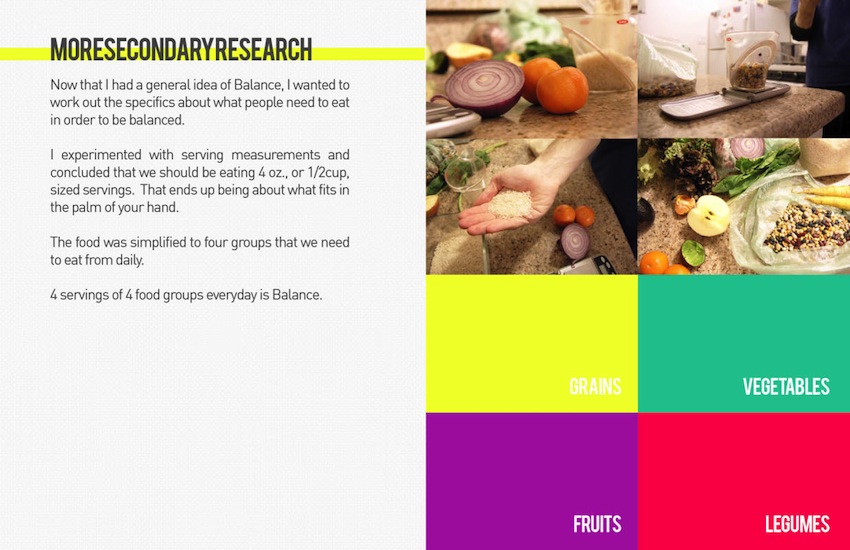 MORESECONDARYRESEARCH
Now that I had a general idea of Balance, I wanted to
work out the specifics about what people need to eat
in order to be balanced.
I experimented with serving measurements and
concluded that we should be eating 4 oz., or 1/2cup,
sized servings. That ends up being about what fits in
the palm of your hand.
The food was simplified to four groups that we need
to eat from daily.
4 servings of 4 food groups everyday is Balance.
GRAINS
VEGETABLES
FRUITS
LEGUMES